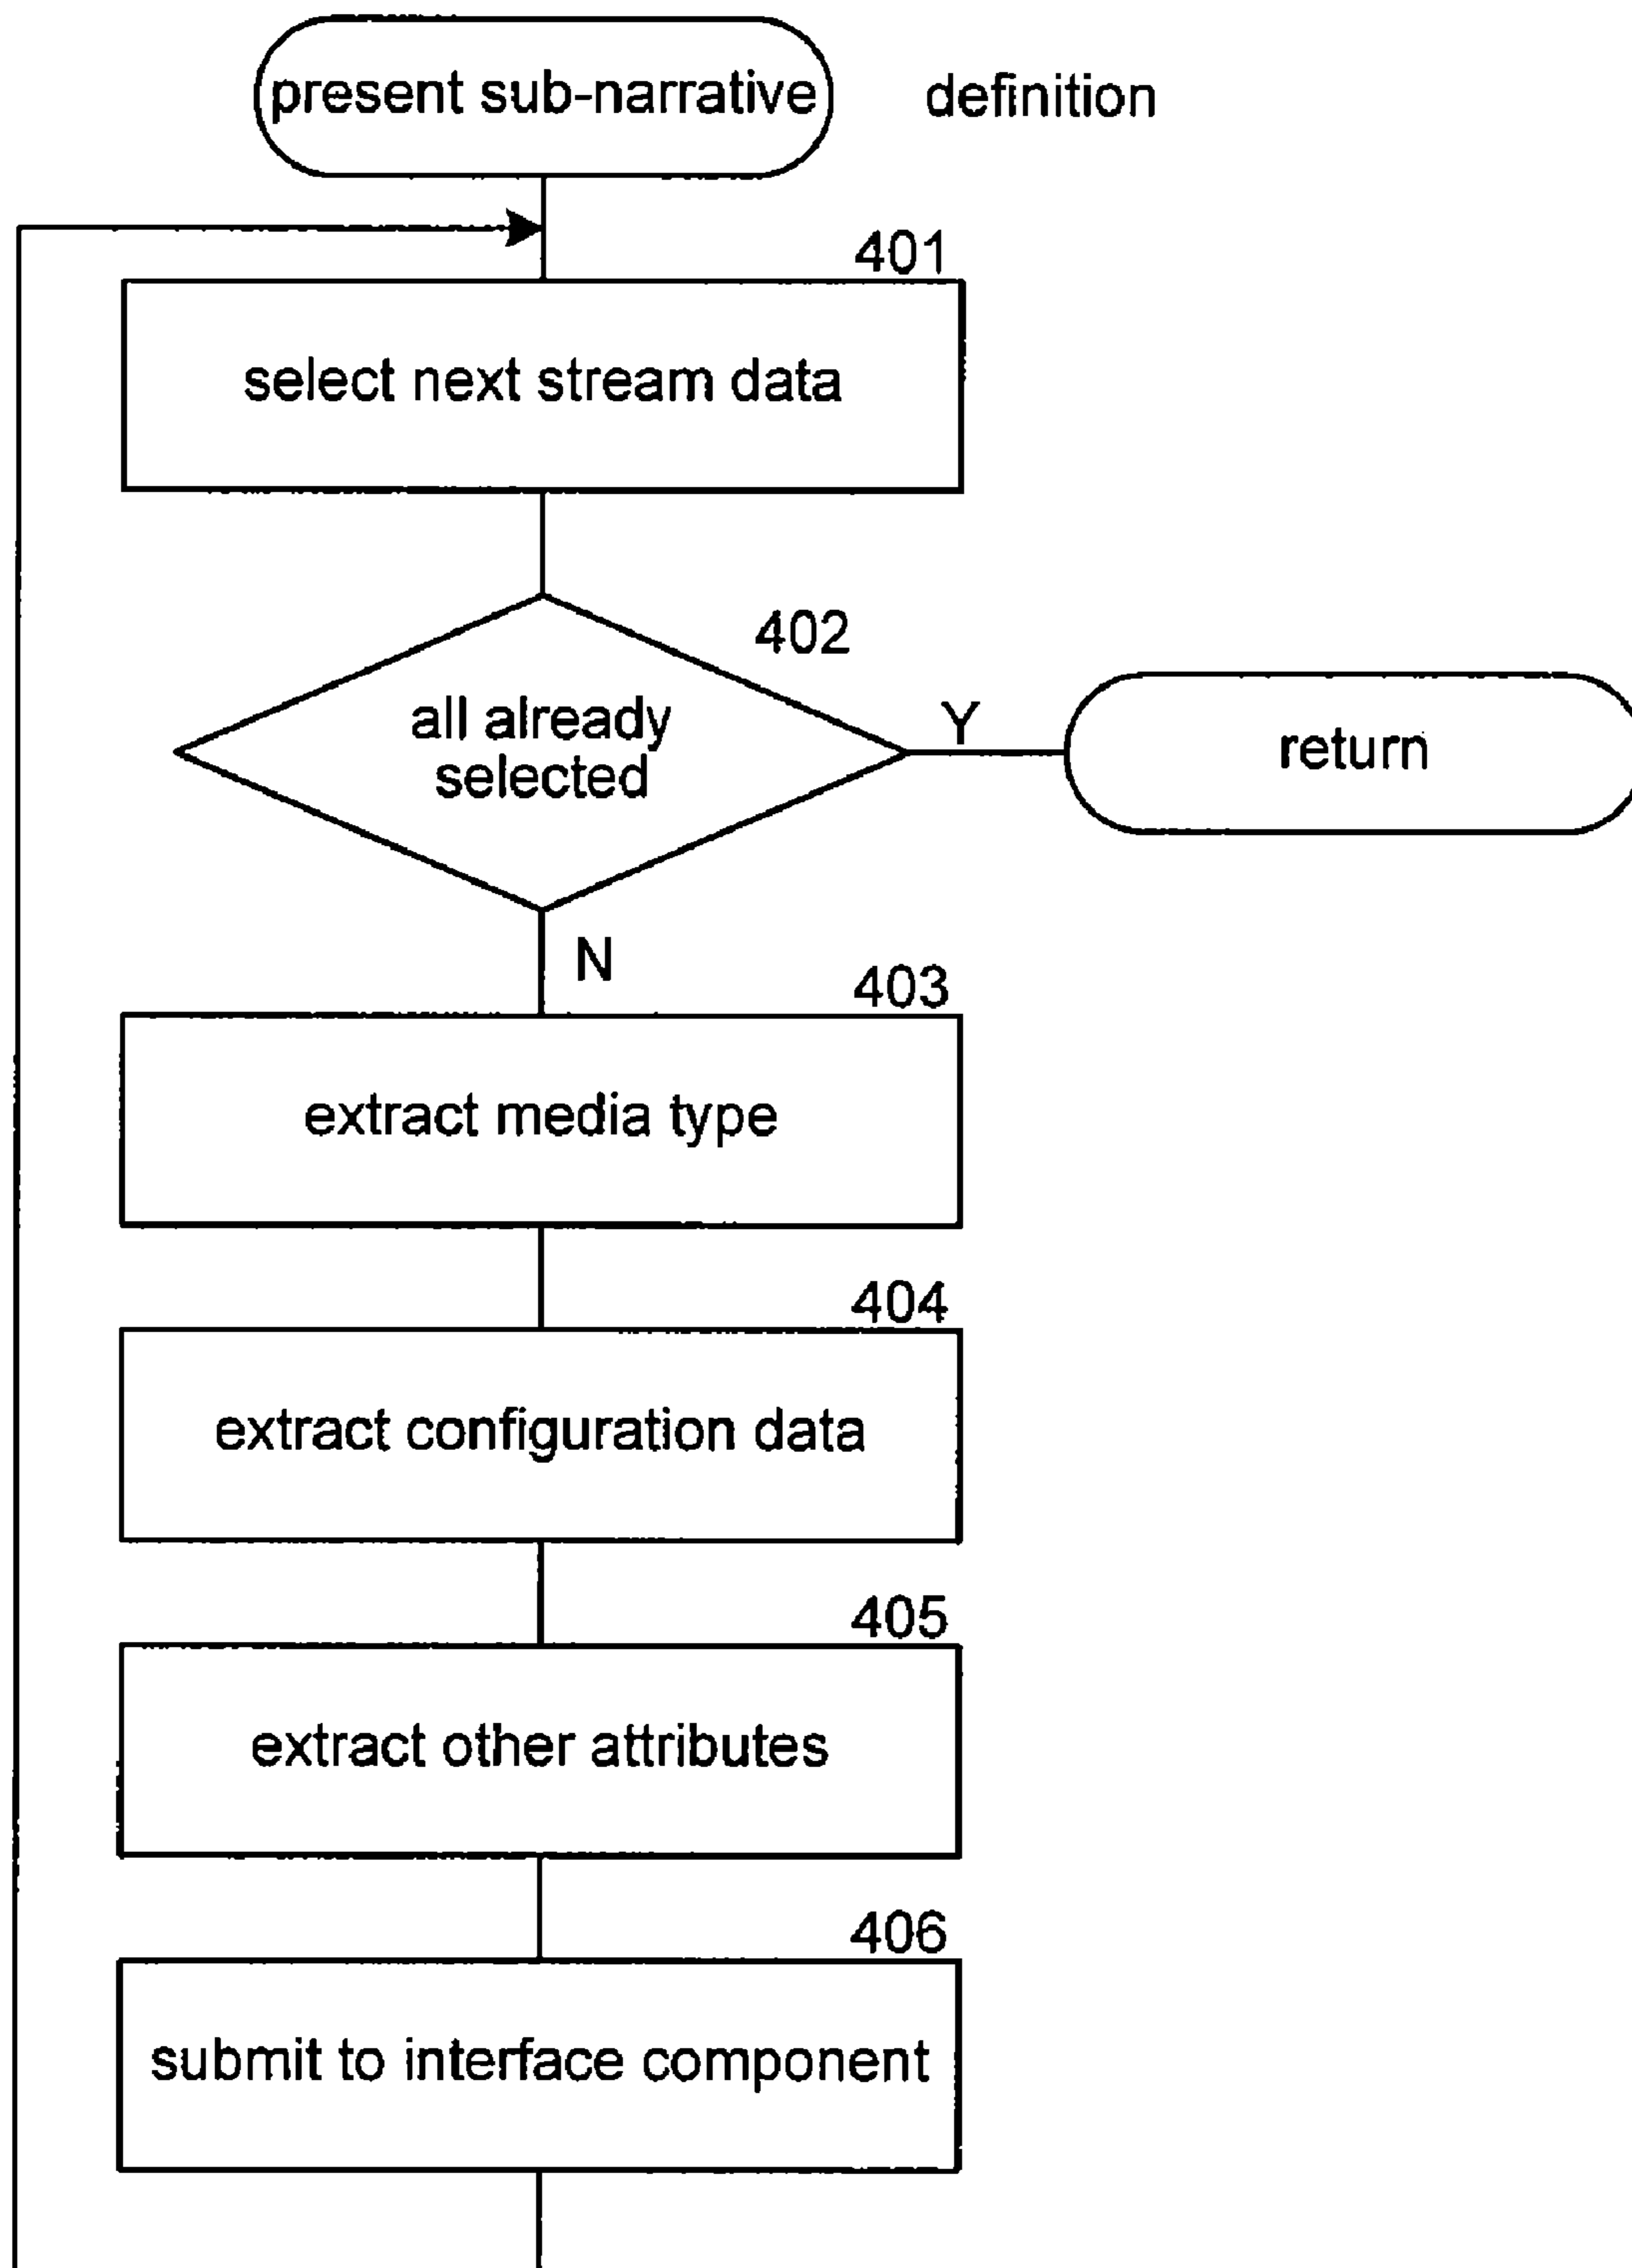 present sub-narrative definition
401
select next stream data
402
all already
selected
Y
return
N
403
extract media type
404
extract configuration data
405
extract other attributes
406
submit to interface component